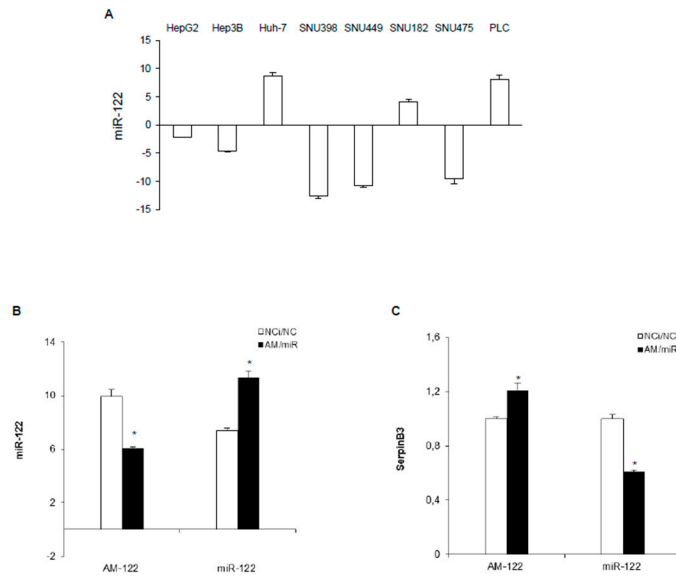 A
HepG2 Hep3B Huh-7 SNU398 SNU449 SNU182 SNU475 PLC
15
10
5
0
-5
-10
-15
miR-122
B
NCi/NC
AM/miR
14
10
6
2
-2
miR-122
*
*
AM-122 miR-122
C
NCi/NC
AM/miR
1,6
1,2
0,8
0,4
0
SerpinB3
*
*
AM-122 miR-122